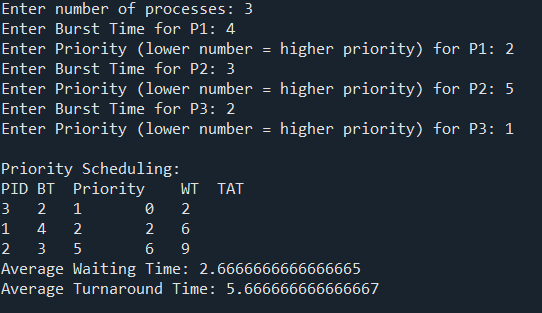 Enter number of processes: 3
Enter Burst Time for P1: 4
Enter Priority (lower number = higher priority) for P1: 2
Enter Burst Time for P2: 3
Enter Priority (lower number = higher priority) for P2: 5
Enter Burst Time for P3: 2
Enter Priority (lower number = higher priority) for P3: 1

Priority Scheduling:
PID BT  Priority    WT  TAT
3   2   1       0   2
1   4   2       2   6
2   3   5       6   9
Average Waiting Time: 2.6666666666666665
Average Turnaround Time: 5.666666666666667